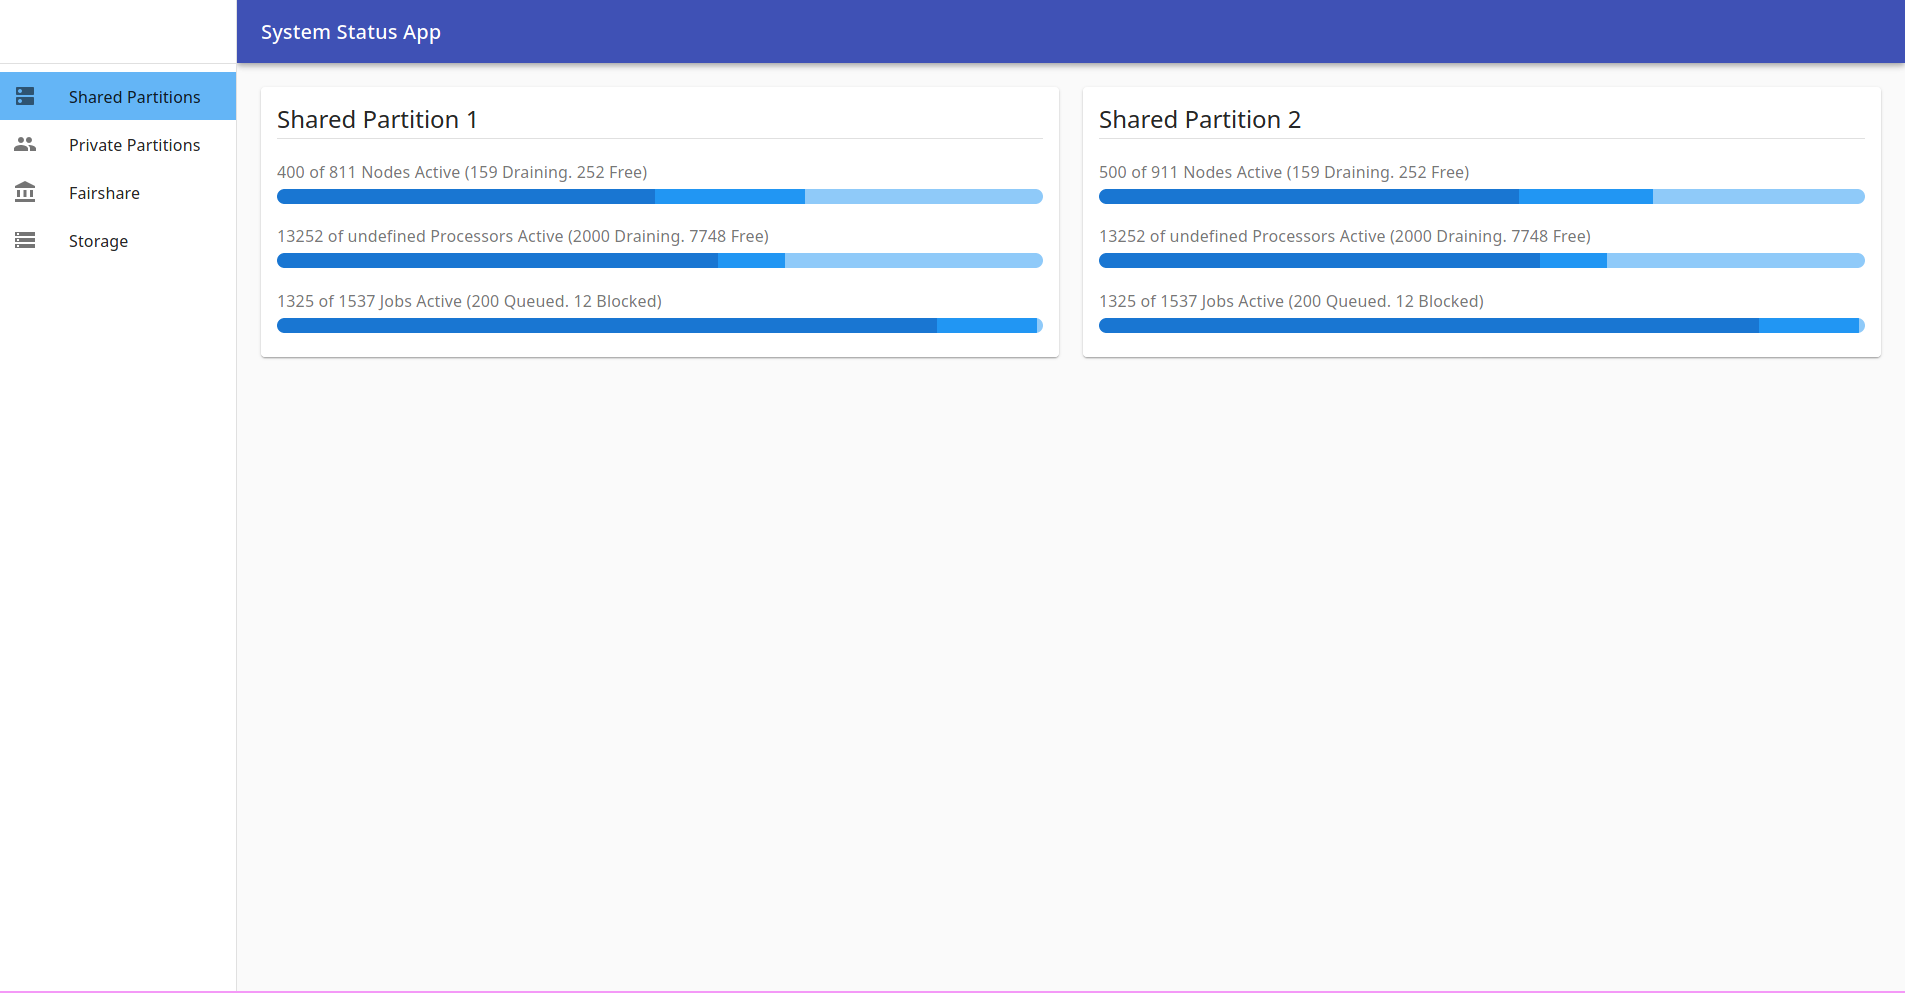 System Status App
Shared Partitions
Private Partitions
Fairshare
Storage
Shared Partition 1
400 of 811 Nodes Active (159 Draining. 252 Free)
13252 of undefined Processors Active (2000 Draining. 7748 Free)
1325 of 1537 Jobs Active (200 Queued. 12 Blocked)
Shared Partition 2
500 of 911 Nodes Active (159 Draining. 252 Free)
13252 of undefined Processors Active (2000 Draining. 7748 Free)
1325 of 1537 Jobs Active (200 Queued. 12 Blocked)